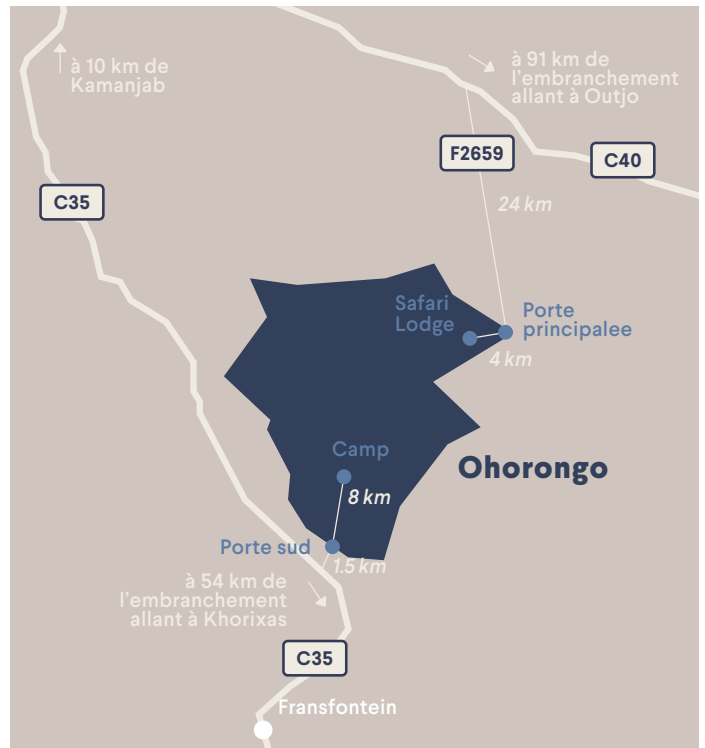 à 10 km de
Kamanjab
à 91 km de
l'embranchement
allant à Outjo
F2659
C40
C35
24 km
Safari
Lodge
Porte
principalee
4 km
Camp
Ohorongo
8 km
Porte sud
1.5 km
à 54 km de
l'embranchement
allant à Khorixas
C35
Fransfontein